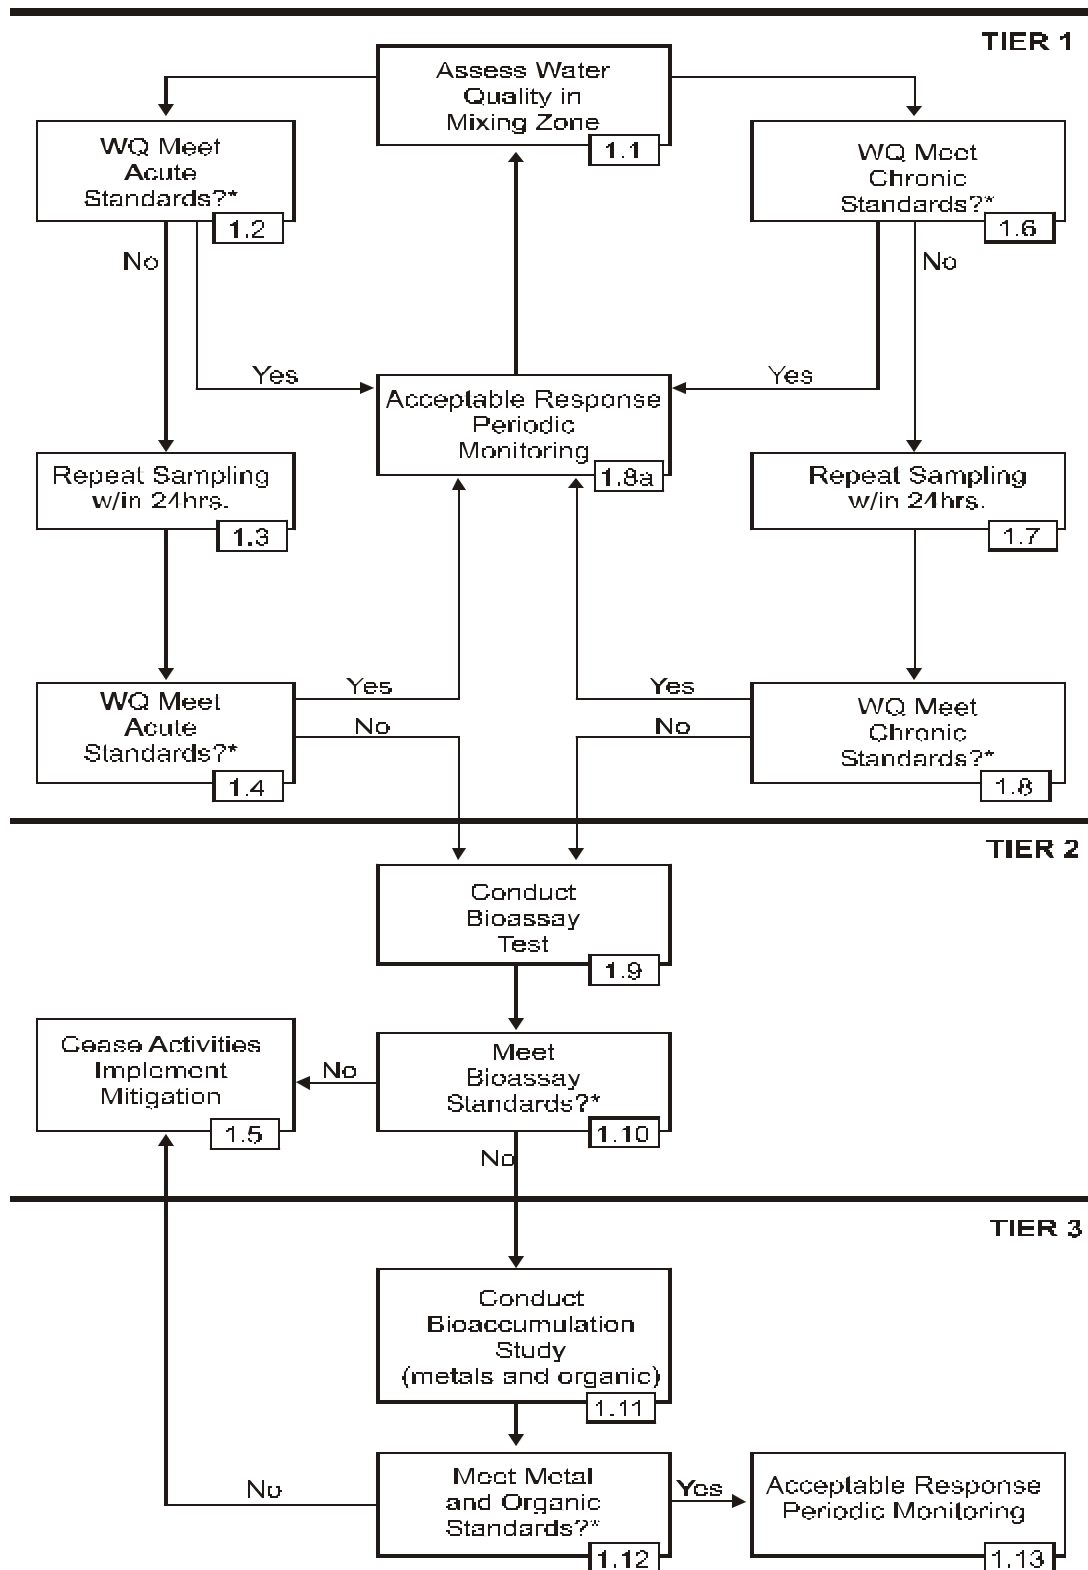 TIER 1
Assess Water
Quality in
Mixing Zone
1.1
WQ Meet
Acute
Standards?*
1.2
WQ Meet
Chronic
Standards?*
1.6
No
No
Yes
Yes
Acceptable Response
Periodic
Monitoring
1.8a
Repeat Sampling
w/in 24hrs.
1.3
Repeat Sampling
w/in 24hrs.
1.7
WQ Meet
Acute
Standards?*
1.4
Yes
No
Yes
No
WQ Meet
Chronic
Standards?*
1.8
TIER 2
Conduct
Bioassay
Test
1.9
Cease Activities
Implement
Mitigation
1.5
No
Meet
Bioassay
Standards?*
1.10
No
TIER 3
Conduct
Bioaccumulation
Study
(metals and organic)
1.11
No
Meet Metal
and Organic
Standards?*
1.12
Yes
Acceptable Response
Periodic Monitoring
1.13